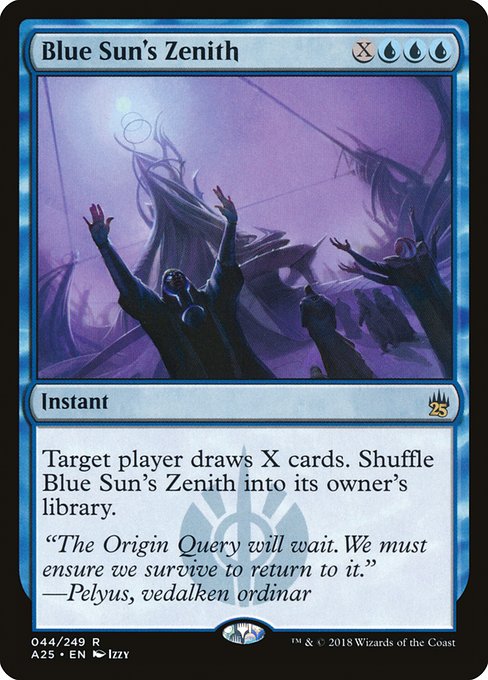 Blue Sun's Zenith X
Instant
25
Target player draws X cards. Shuffle
Blue Sun's Zenith into its owner's
library.
“The Origin Query will wait. We must
ensure we survive to return to it.”
—Pelyus, vedalken ordinar
044/249 R
A25 • EN Izzy
™ & © 2018 Wizards of the Coast